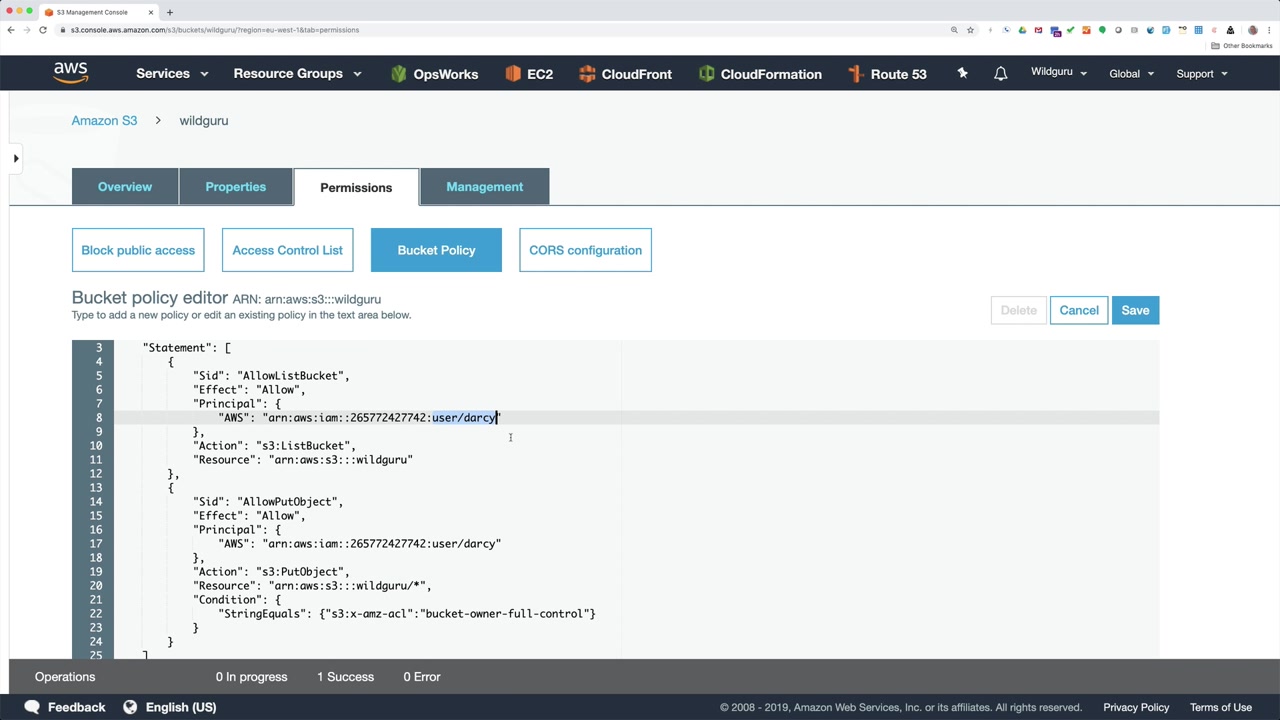 S3 Management Console
s3.console.aws.amazon.com/s3/buckets/wildguru/?region=eu-west-1&tab=permissions
Other Bookmarks
aws
Services
Resource Groups
OpsWorks
EC2
CloudFront
CloudFormation
Route 53
Wildguru
Global
Support
Amazon S3 > wildguru
Overview
Properties
Permissions
Management
Block public access
Access Control List
Bucket Policy
CORS configuration
Bucket policy editor ARN: arn:aws:s3:::wildguru
Type to add a new policy or edit an existing policy in the text area below.
Delete
Cancel
Save
3 "Statement": [
4 {
5 "Sid": "AllowListBucket",
6 "Effect": "Allow",
7 "Principal": {
8 "AWS": "arn:aws:iam::265772427742:user/darcy"
9 },
10 "Action": "s3:ListBucket",
11 "Resource": "arn:aws:s3:::wildguru"
12 },
13 {
14 "Sid": "AllowPutObject",
15 "Effect": "Allow",
16 "Principal": {
17 "AWS": "arn:aws:iam::265772427742:user/darcy"
18 },
19 "Action": "s3:PutObject",
20 "Resource": "arn:aws:s3:::wildguru/*",
21 "Condition": {
22 "StringEquals": {"s3:x-amz-acl":"bucket-owner-full-control"}
23 }
24 }
25 ]
Operations
0 In progress
1 Success
0 Error
Feedback
English (US)
© 2008 - 2019, Amazon Web Services, Inc. or its affiliates. All rights reserved.
Privacy Policy
Terms of Use